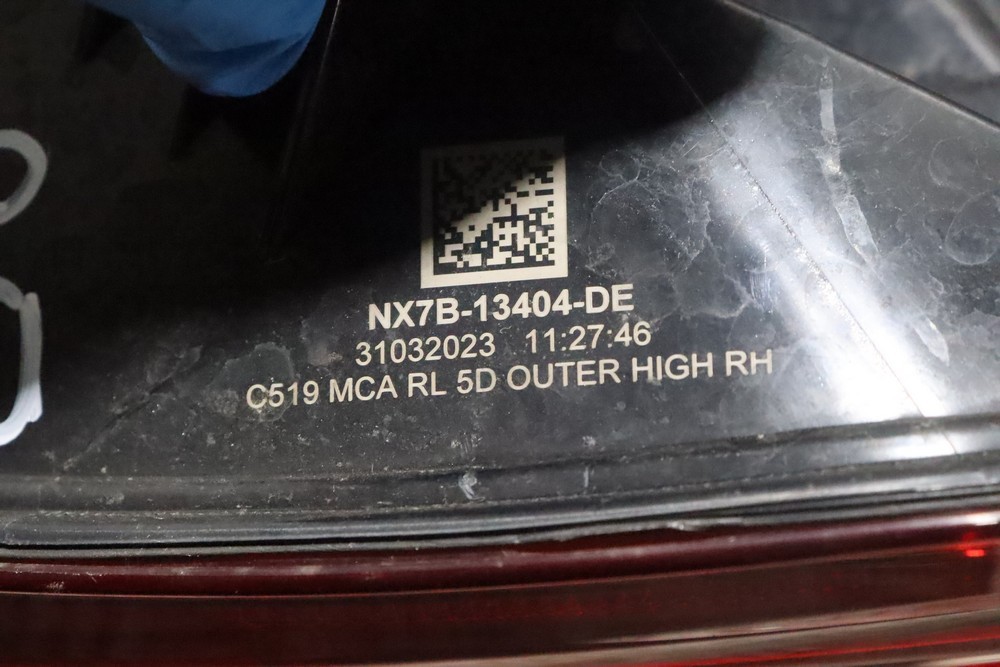 NX7B-13404-DE
31032023 11:27:46
C519 MCA RL 5D OUTER HIGH RH